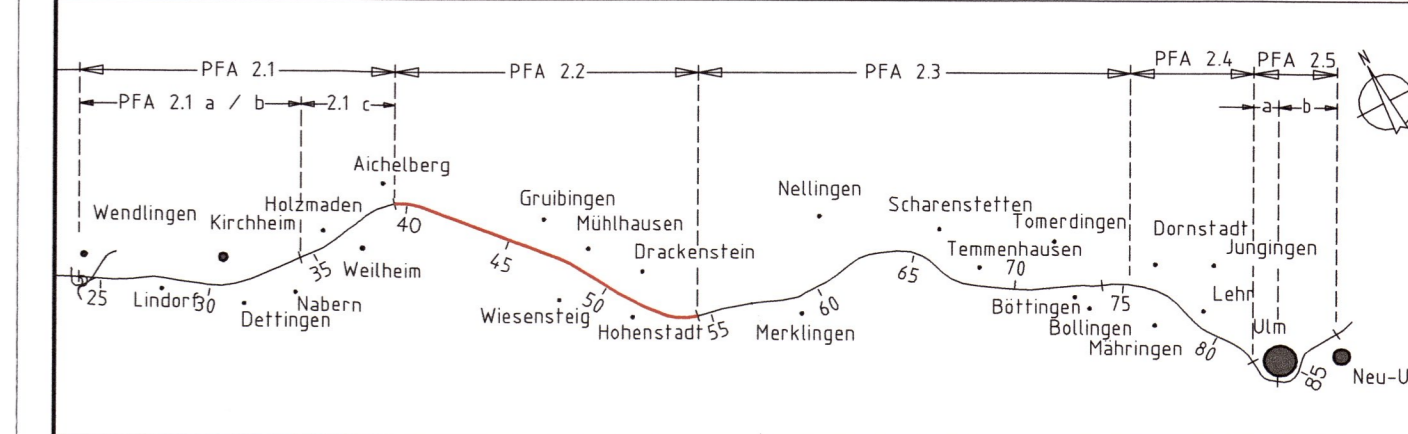 PFA 2.1 PFA 2.2 PFA 2.3 PFA 2.4 PFA 2.5
N
PFA 2.1 a / b 2.1 c a b
Aichelberg
Wendlingen Kirchheim Holzmaden Gruibingen Nellingen Scharenstetten Tomerdingen Dornstadt
Mühlhausen Jungingen
Drackenstein Temmenhausen
40 45 65 70
35 Weilheim
25 Lindorf 30 Nabern 50 60 Böttingen 75 Lehr
Dettingen Wiesensteig Hohenstadt 55 Merklingen Bollingen Ulm
Mähringen 80
85 Neu-U